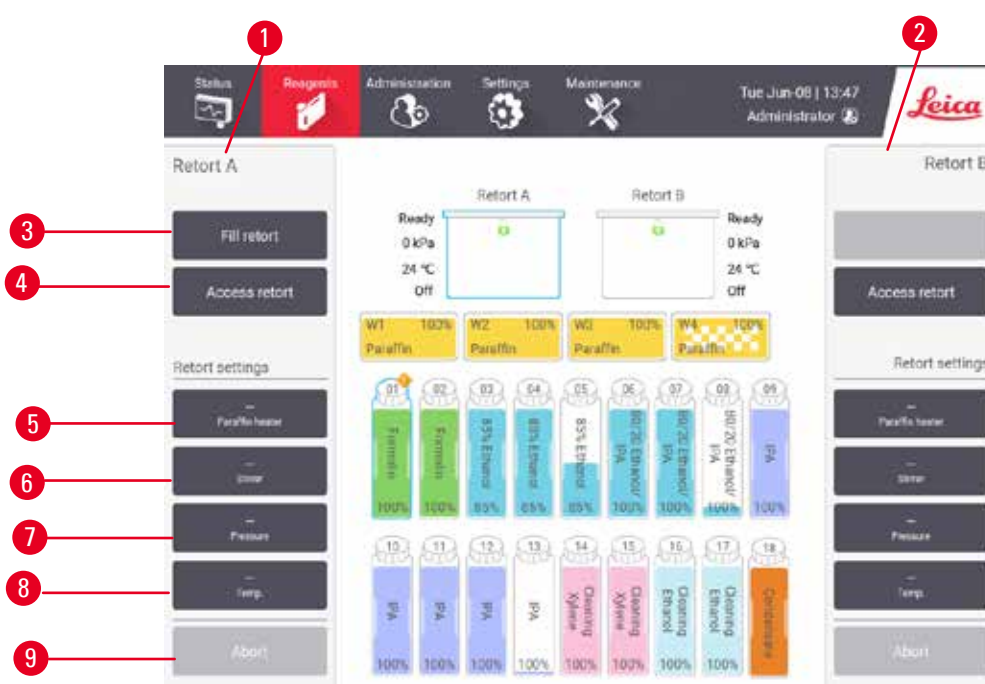 1
2
Status
Reagents
Administration
Settings
Maintenance
Tue Jun-08 | 13:47
Administrator
Leica
Retort A
Retort B
3
Fill retort
4
Access retort
Retort A
Retort B
Ready
0 kPa
24 °C
Off
Ready
0 kPa
24 °C
Off
Access retort
W1 100%
Paraffin
W2 100%
Paraffin
W3 100%
Paraffin
W4 100%
Paraffin
Retort settings
Retort settings
5
--
Paraffin heater
6
--
Stirrer
7
--
Pressure
8
--
Temp.
9
Abort
01
Formalin
100%
02
Formalin
100%
03
85% Ethanol
85%
04
85% Ethanol
85%
05
85% Ethanol
85%
06
80/20 Ethanol/
IPA
100%
07
80/20 Ethanol/
IPA
100%
08
80/20 Ethanol/
IPA
100%
09
IPA
100%
10
IPA
100%
11
IPA
100%
12
IPA
100%
13
IPA
100%
14
Cleaning
Xylene
100%
15
Cleaning
Xylene
100%
16
Cleaning
Ethanol
100%
17
Cleaning
Ethanol
100%
18
Condensate
--
Paraffin heater
--
Stirrer
--
Pressure
--
Temp.
Abort